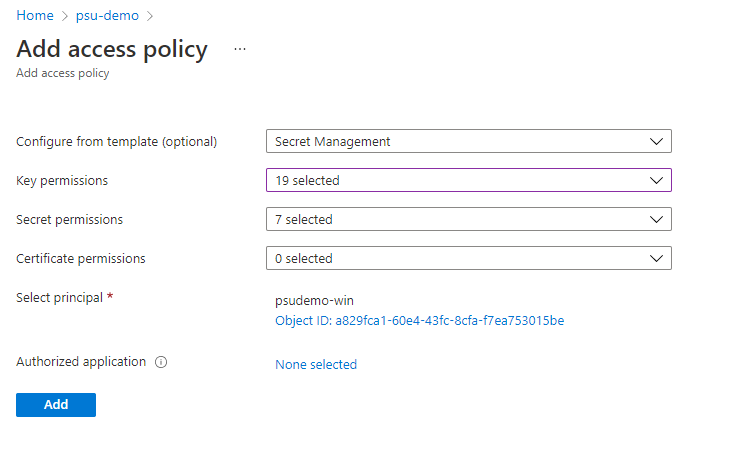 Home > psu-demo >
Add access policy ...
Add access policy
Configure from template (optional) Secret Management
Key permissions 19 selected
Secret permissions 7 selected
Certificate permissions 0 selected
Select principal * psudemo-win
Object ID: a829fca1-60e4-43fc-8cfa-f7ea753015be
Authorized application None selected
Add